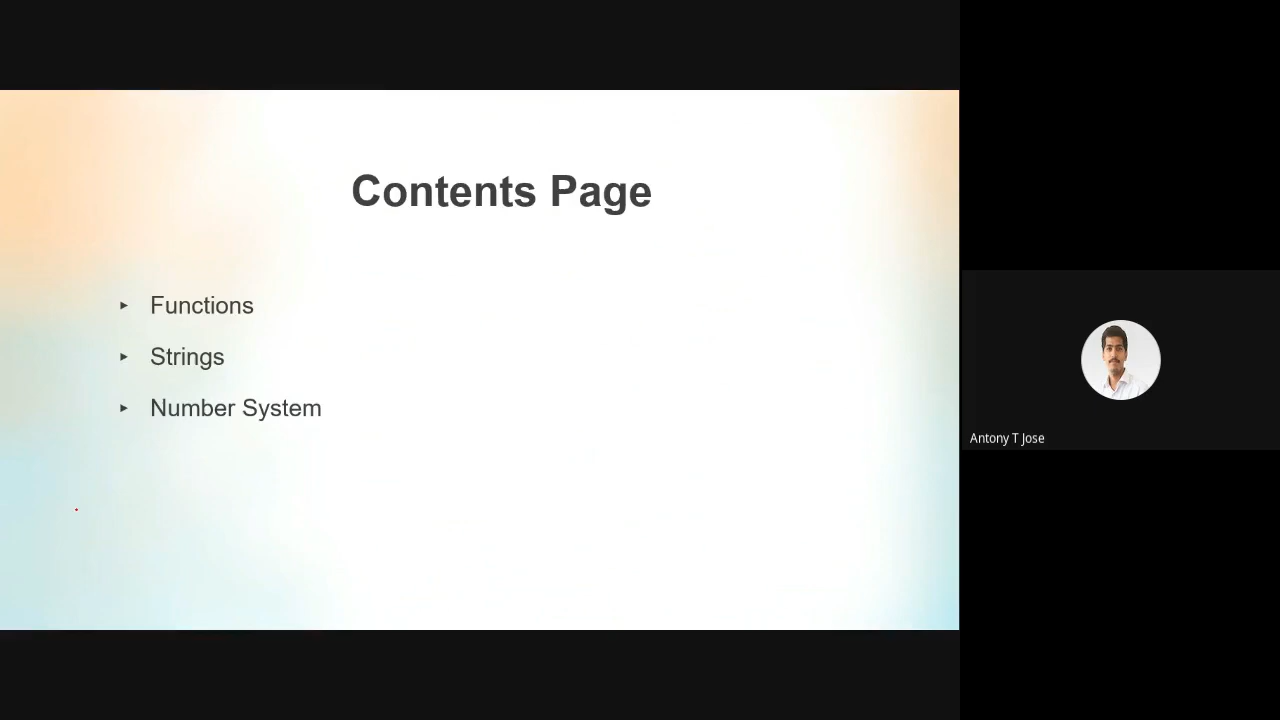 Contents Page
‣ Functions
‣ Strings
‣ Number System
Antony T Jose